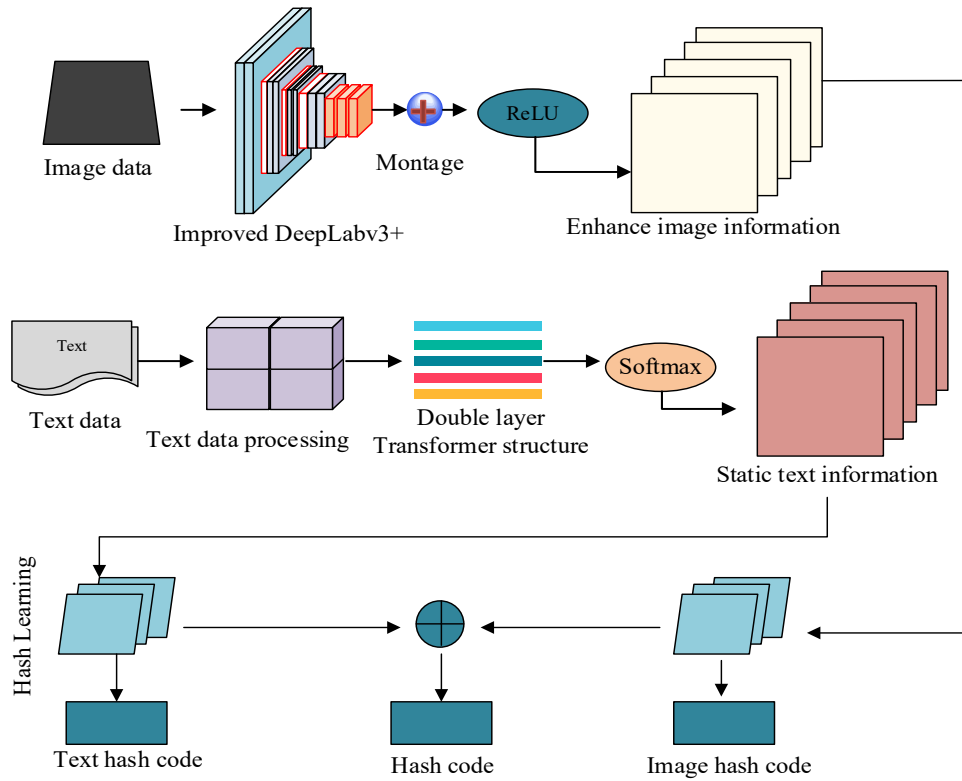 ReLU
Image data
Montage
Improved DeepLabv3+
Enhance image information
Text
Softmax
Text data
Text data processing
Double layer
Transformer structure
Static text information
Hash Learning
Text hash code
Hash code
Image hash code